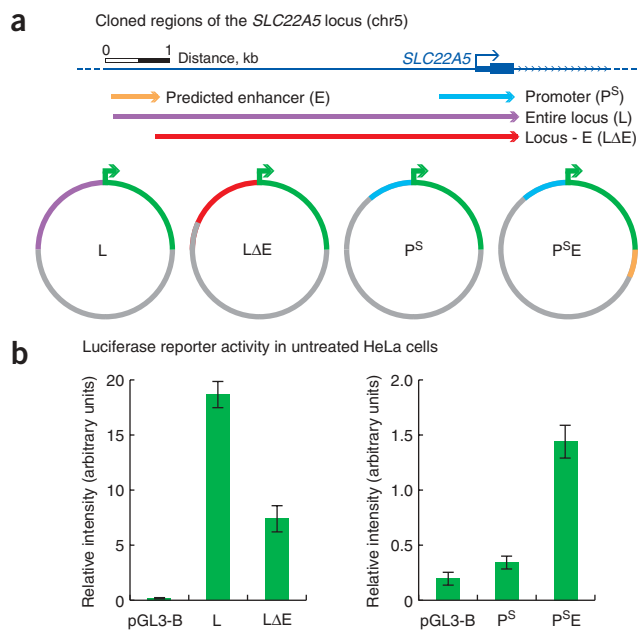 a
Cloned regions of the SLC22A5 locus (chr5)
0 1
Distance, kb
SLC22A5
Predicted enhancer (E)
Promoter (Pˢ)
Entire locus (L)
Locus - E (LΔE)
L
LΔE
Pˢ
PˢE
b
Luciferase reporter activity in untreated HeLa cells
Relative intensity (arbitrary units)
20
15
10
5
0
pGL3-B L LΔE
Relative intensity (arbitrary units)
2.0
1.5
1.0
0.5
0
pGL3-B Pˢ PˢE